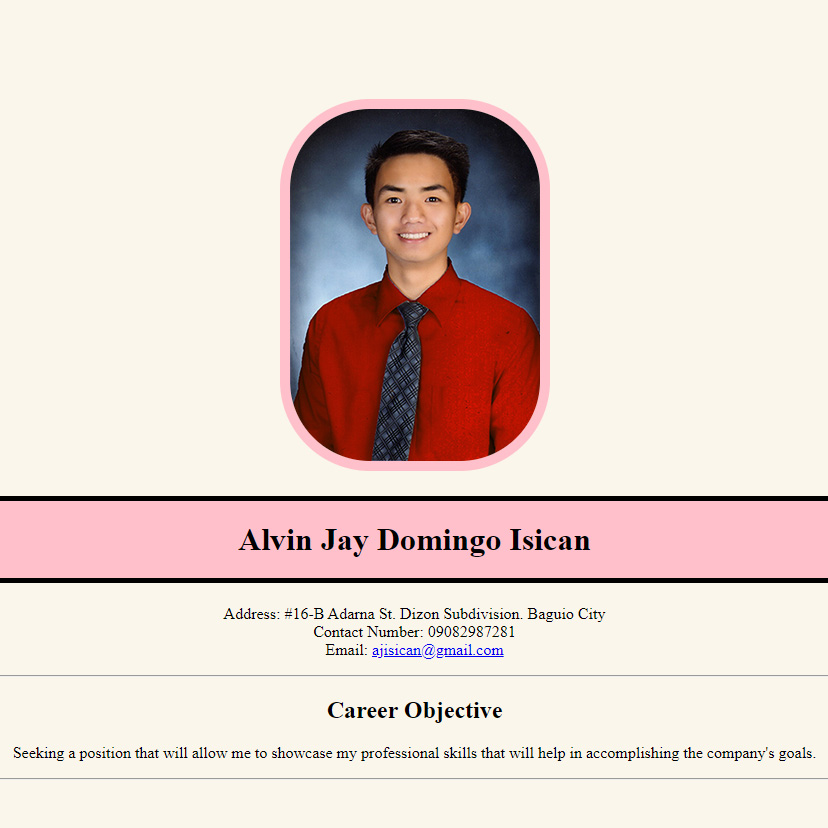 Alvin Jay Domingo Isican
Address: #16-B Adarna St. Dizon Subdivision. Baguio City
Contact Number: 09082987281
Email: ajisican@gmail.com
Career Objective
Seeking a position that will allow me to showcase my professional skills that will help in accomplishing the company's goals.